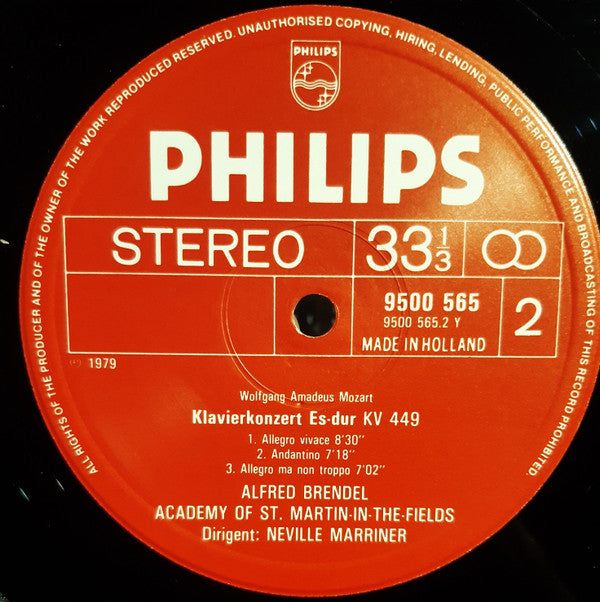 ALL RIGHTS OF THE PRODUCER AND OF THE OWNER OF THE WORK REPRODUCED RESERVED. UNAUTHORISED COPYING, HIRING, LENDING, PUBLIC PERFORMANCE AND BROADCASTING OF THIS RECORD PROHIBITED.
PHILIPS
PHILIPS
STEREO
33 1/3
9500 565
9500 565.2 Y
2
MADE IN HOLLAND
℗ 1979
Wolfgang Amadeus Mozart
Klavierkonzert Es-dur KV 449
1. Allegro vivace 8'30"
2. Andantino 7'18"
3. Allegro ma non troppo 7'02"
ALFRED BRENDEL
ACADEMY OF ST. MARTIN-IN-THE-FIELDS
Dirigent: NEVILLE MARRINER